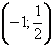 (-1; 1/2)